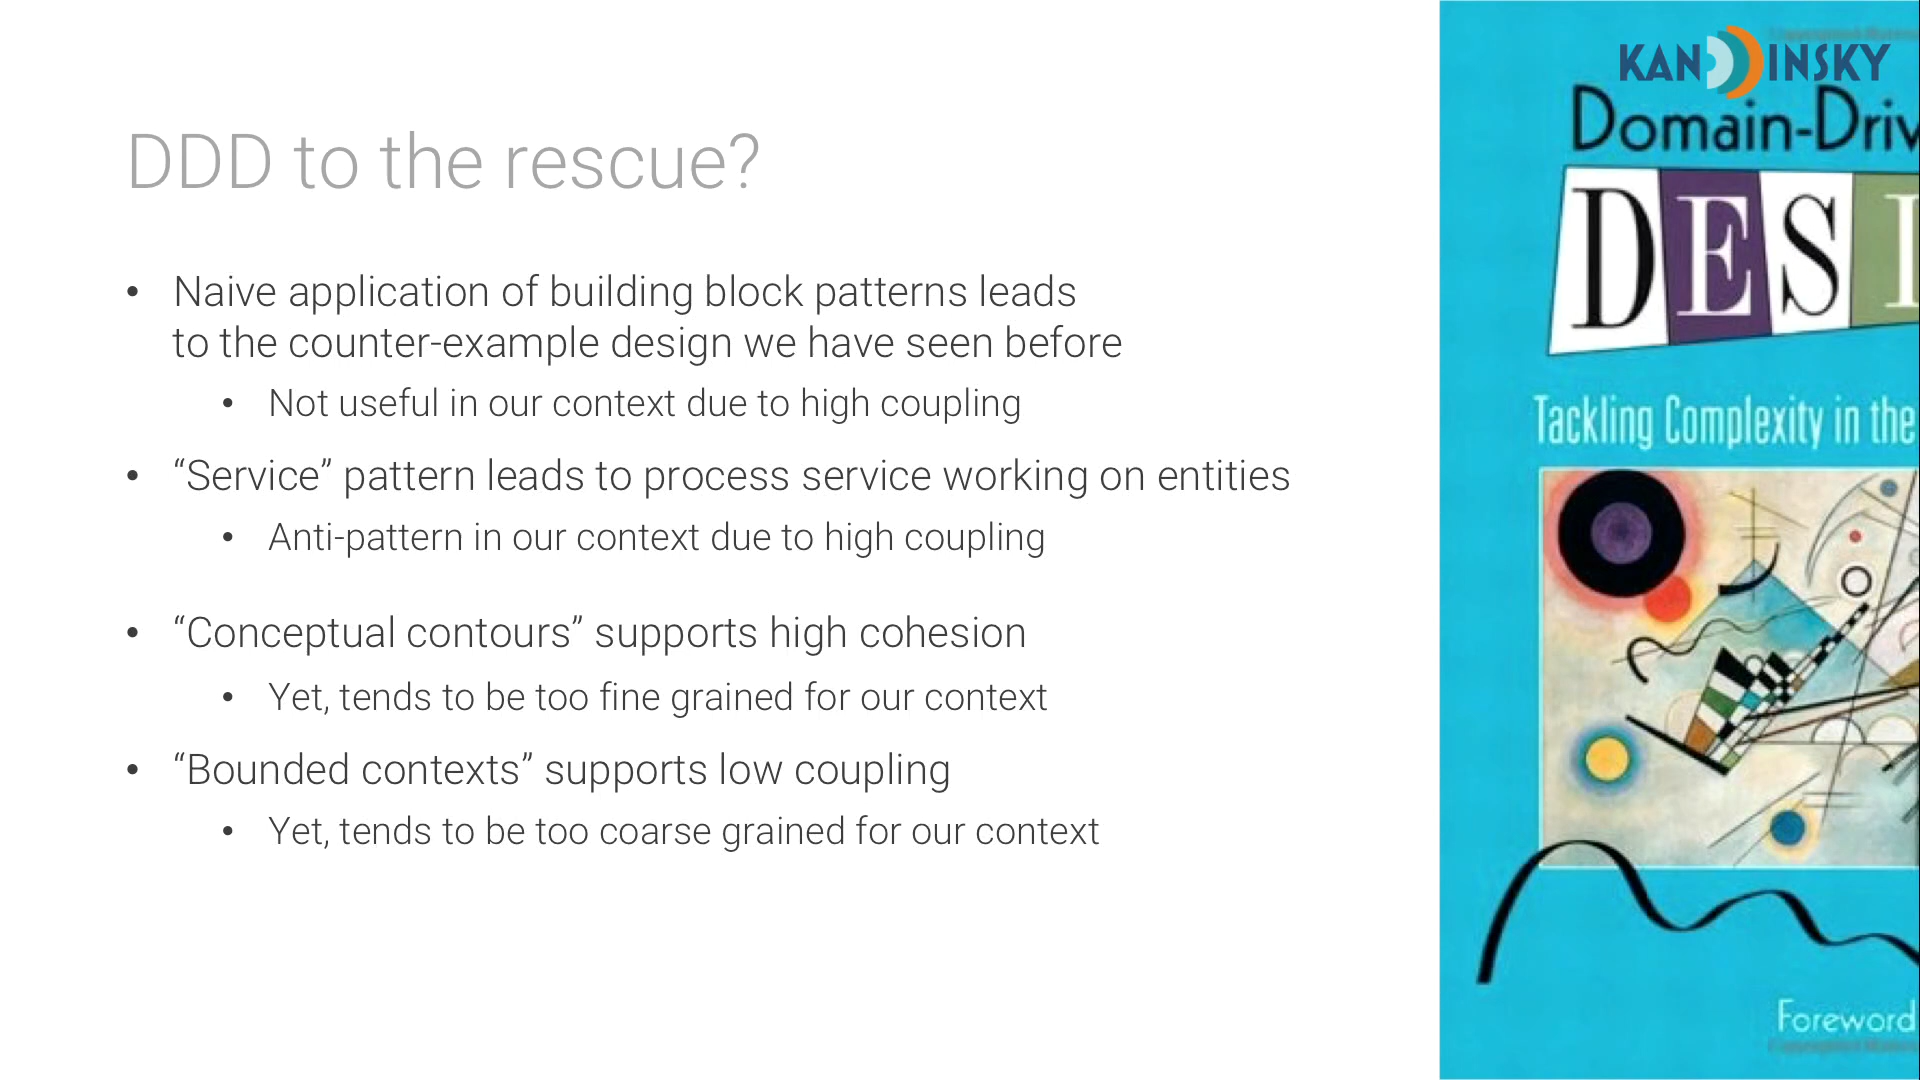 KANDINSKY
DDD to the rescue?
• Naive application of building block patterns leads
to the counter-example design we have seen before
• Not useful in our context due to high coupling
• “Service” pattern leads to process service working on entities
• Anti-pattern in our context due to high coupling
• “Conceptual contours” supports high cohesion
• Yet, tends to be too fine grained for our context
• “Bounded contexts” supports low coupling
• Yet, tends to be too coarse grained for our context
Domain-Driv
DESI
Tackling Complexity in the
Foreword